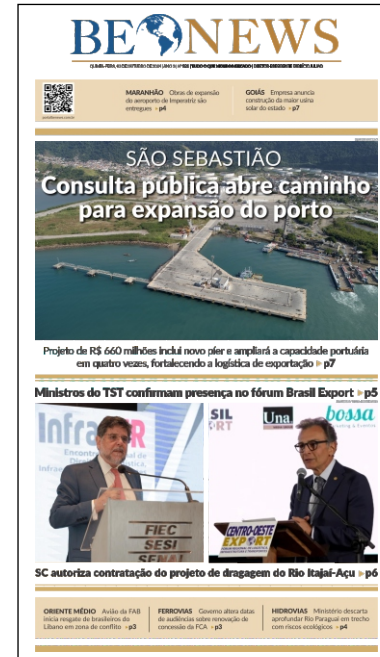 BE NEWS
MARANHÃO Obras de expansão
do aeroporto de Imperatriz são
entregues ▸p4
GOIÁS Empresa anuncia
construção da maior usina
solar do estado ▸p7
SÃO SEBASTIÃO
Consulta pública abre caminho
para expansão do porto
Projeto de R$ 660 milhões inclui novo píer e ampliará a capacidade portuária
em quatro vezes, fortalecendo a logística de exportação ▸p7
Ministros do TST confirmam presença no fórum Brasil Export ▸p5
Infra
Encontro
FIEC
SESI
SENAI
SIL
RT
Una
bossa
CENTRO-OESTE
EXPORT
SC autoriza contratação do projeto de dragagem do Rio Itajaí-Açu ▸p6
ORIENTE MÉDIO Avião da FAB
inicia resgate de brasileiros do
Líbano em zona de conflito ▸p3
FERROVIAS Governo altera datas
de audiências sobre renovação de
concessão da FCA ▸p3
HIDROVIAS Ministério descarta
aprofundar Rio Paraguai em trecho
com riscos ecológicos ▸p4